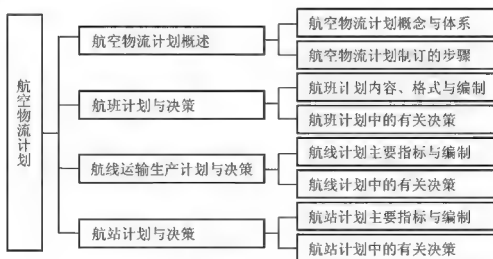 航空物流计划
航空物流计划概述
航空物流计划概念与体系
航空物流计划制订的步骤
航班计划与决策
航班计划内容、格式与编制
航班计划中的有关决策
航线运输生产计划与决策
航线计划主要指标与编制
航线计划中的有关决策
航站计划与决策
航站计划主要指标与编制
航站计划中的有关决策